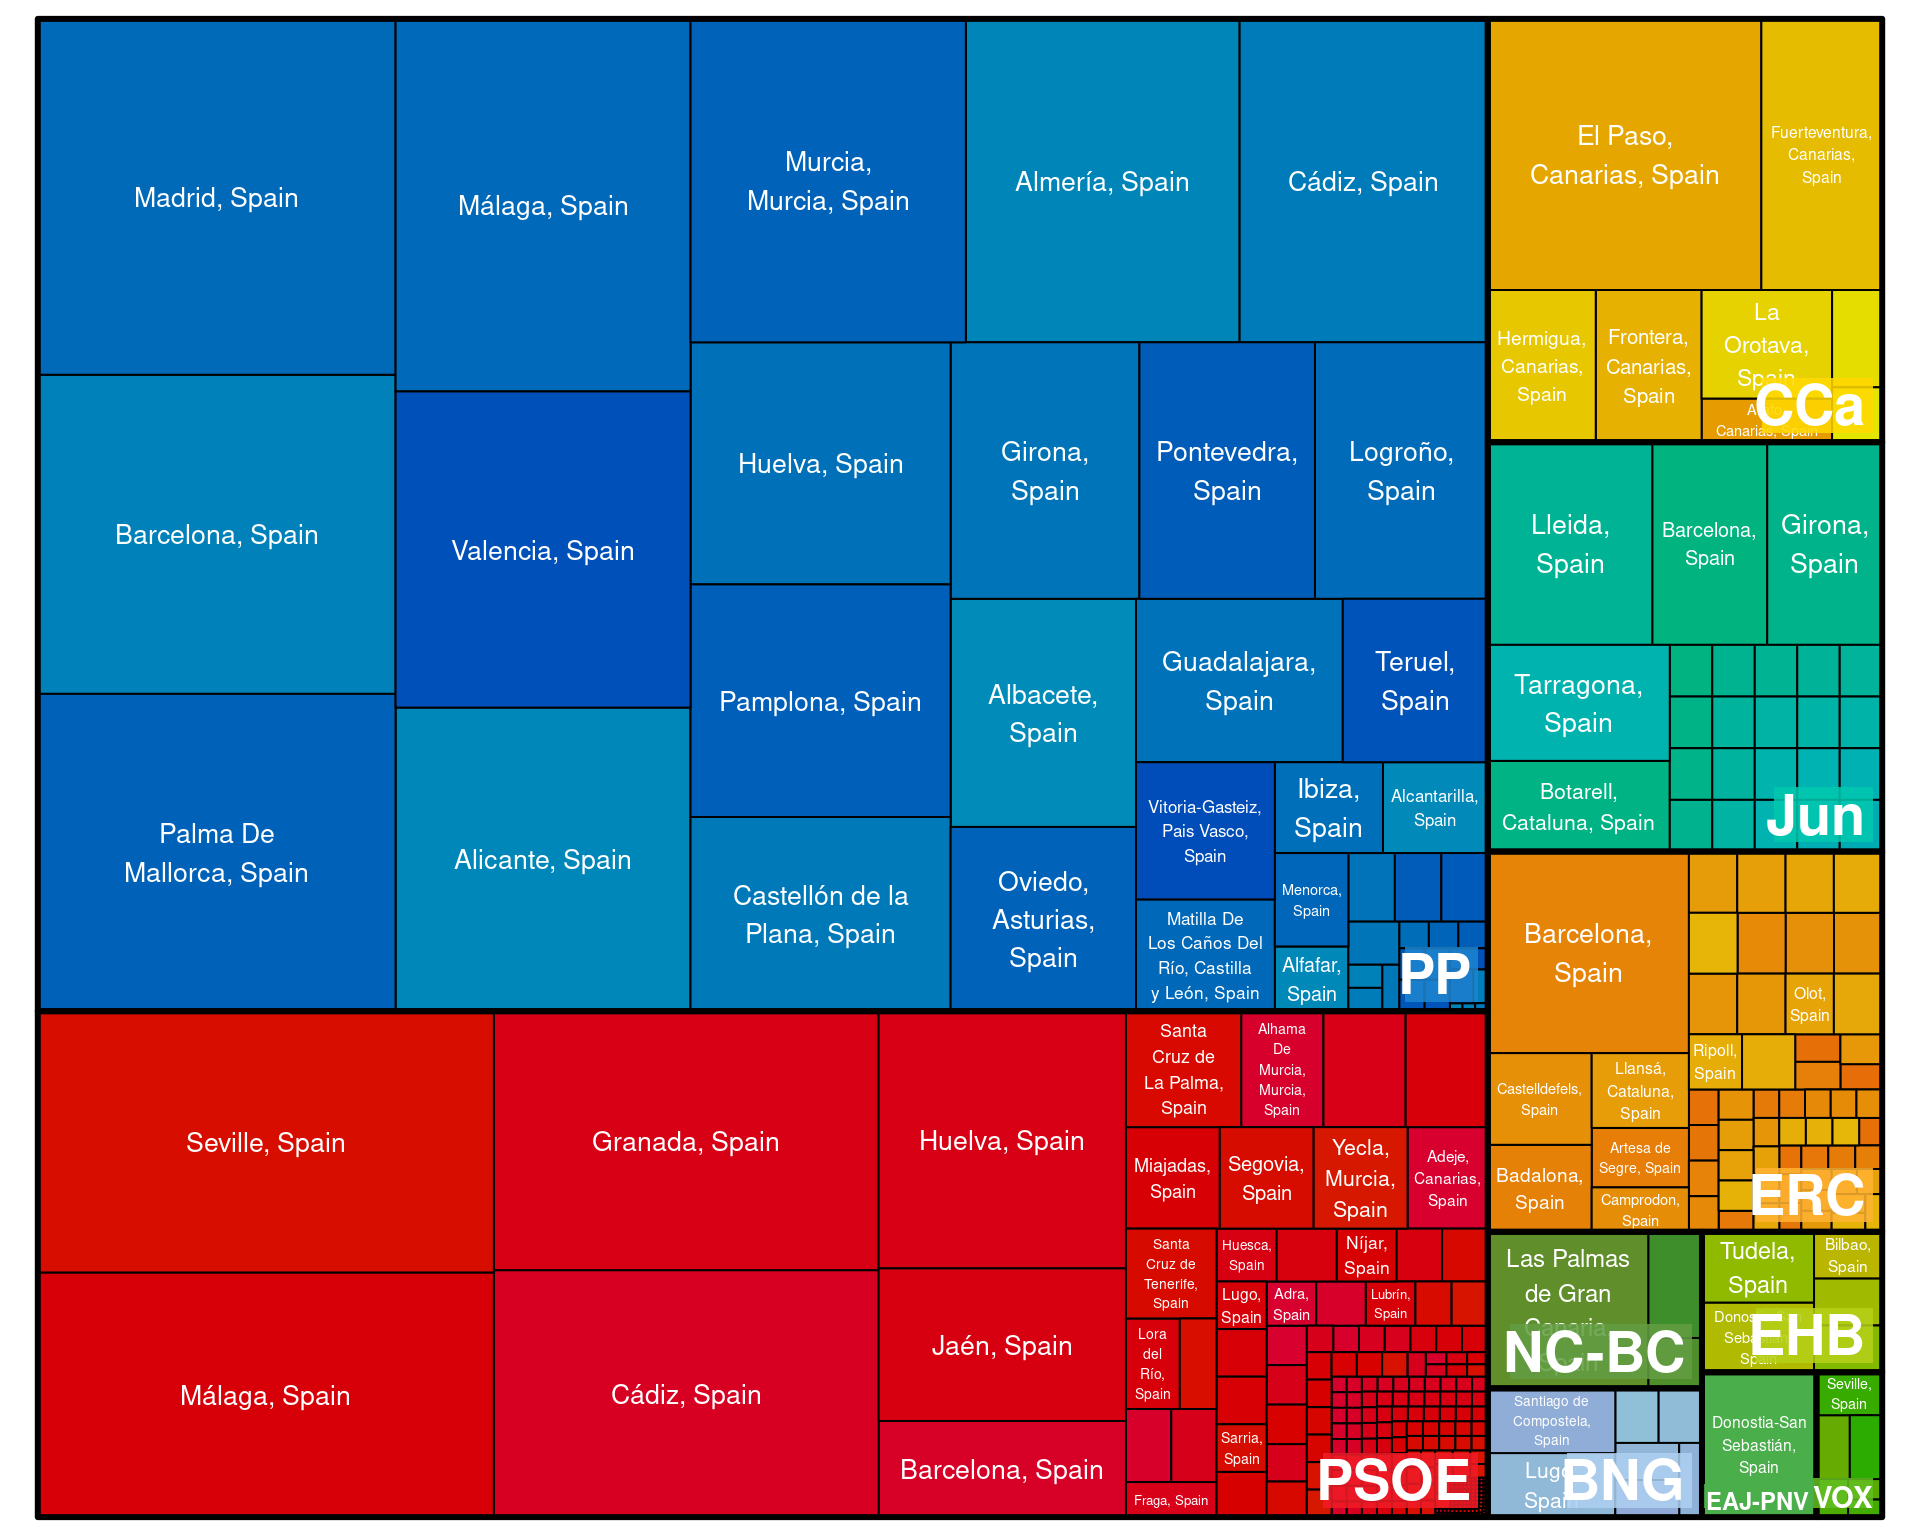 Madrid, Spain
Málaga, Spain
Murcia,
Murcia, Spain
Almería, Spain
Cádiz, Spain
Barcelona, Spain
Valencia, Spain
Huelva, Spain
Girona,
Spain
Pontevedra,
Spain
Logroño,
Spain
Pamplona, Spain
Albacete,
Spain
Guadalajara,
Spain
Teruel,
Spain
Palma De
Mallorca, Spain
Alicante, Spain
Castellón de la
Plana, Spain
Oviedo,
Asturias,
Spain
Vitoria-Gasteiz,
Pais Vasco,
Spain
Ibiza,
Spain
Alcantarilla,
Spain
Matilla De
Los Caños Del
Río, Castilla
y León, Spain
Menorca,
Spain
Alfafar,
Spain
PP
Seville, Spain
Granada, Spain
Huelva, Spain
Málaga, Spain
Cádiz, Spain
Jaén, Spain
Barcelona, Spain
Santa
Cruz de
La Palma,
Spain
Alhama
De
Murcia,
Murcia,
Spain
Miajadas,
Spain
Segovia,
Spain
Yecla,
Murcia,
Spain
Adeje,
Canarias,
Spain
Santa
Cruz de
Tenerife,
Spain
Huesca,
Spain
Níjar,
Spain
Lugo,
Spain
Adra,
Spain
Lubrín,
Spain
Lora
del
Río,
Spain
Sarria,
Spain
Fraga, Spain
PSOE
El Paso,
Canarias, Spain
Fuerteventura,
Canarias,
Spain
Hermigua,
Canarias,
Spain
Frontera,
Canarias,
Spain
La
Orotava,
Spain
Canarias, Spain
CCa
Lleida,
Spain
Barcelona,
Spain
Girona,
Spain
Tarragona,
Spain
Botarell,
Cataluna, Spain
Jun
Barcelona,
Spain
Olot,
Spain
Ripoll,
Spain
Castelldefels,
Spain
Llansá,
Cataluna,
Spain
Badalona,
Spain
Artesa de
Segre, Spain
Camprodon,
Spain
ERC
Las Palmas
de Gran
Canaria,
NC-BC
Tudela,
Spain
Bilbao,
Spain
Spain
EHB
Santiago de
Compostela,
Spain
Lugo,
Spain
BNG
Donostia-San
Sebastián,
Spain
EAJ-PNV
Seville,
Spain
VOX